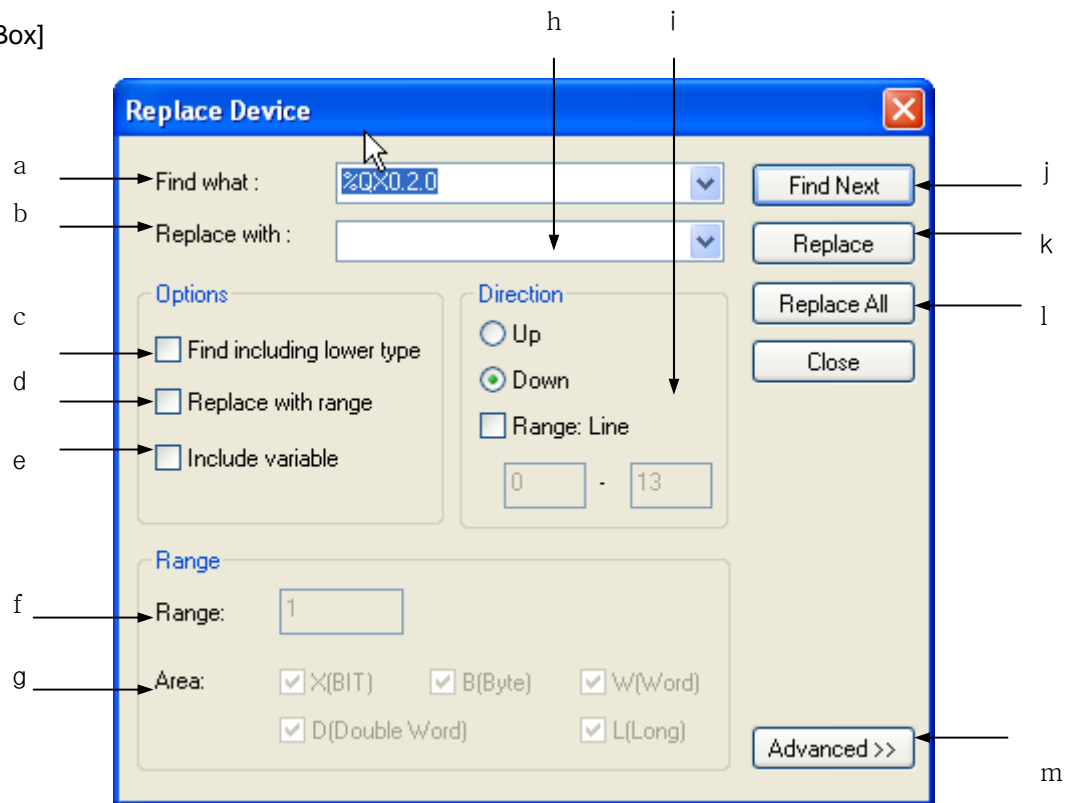 Box]
h i
Replace Device
a Find what : %QX0.2.0 Find Next j
b Replace with : Replace k
Options Direction Replace All l
c Find including lower type Up Close
d Replace with range Down
e Include variable Range: Line
0 - 13
Range
f Range: 1
g Area: X(BIT) B(Byte) W(Word)
D(Double Word) L(Long)
Advanced >> m